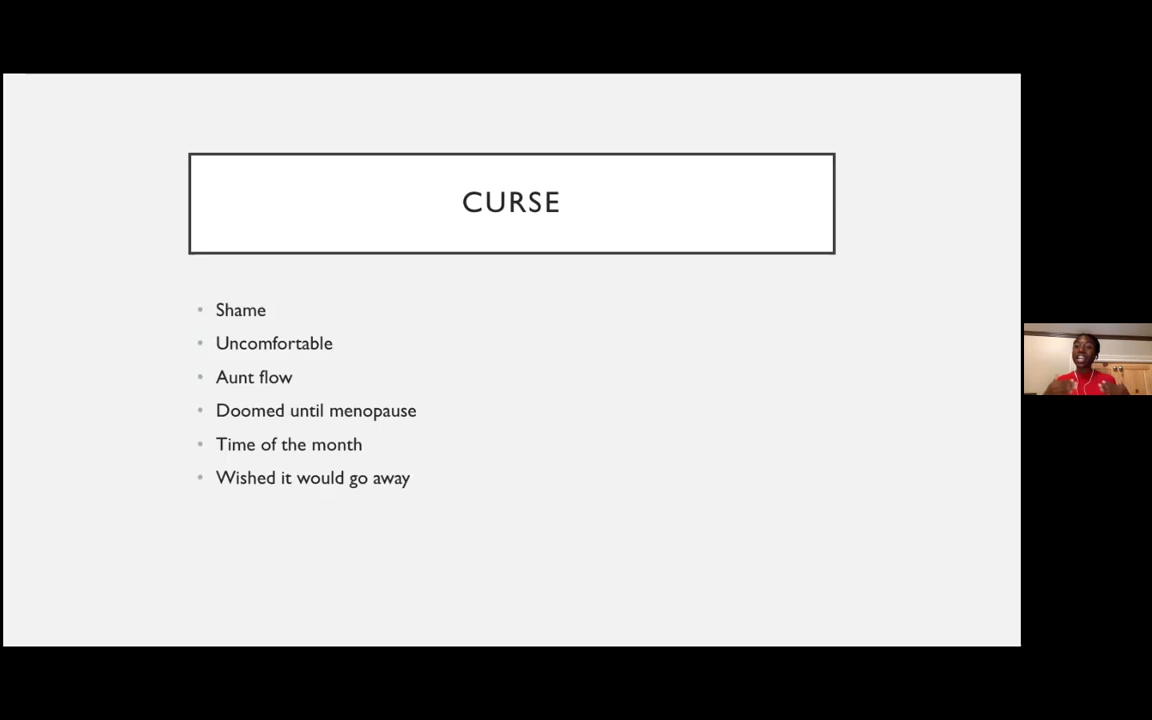 CURSE
Shame
Uncomfortable
Aunt flow
Doomed until menopause
Time of the month
Wished it would go away